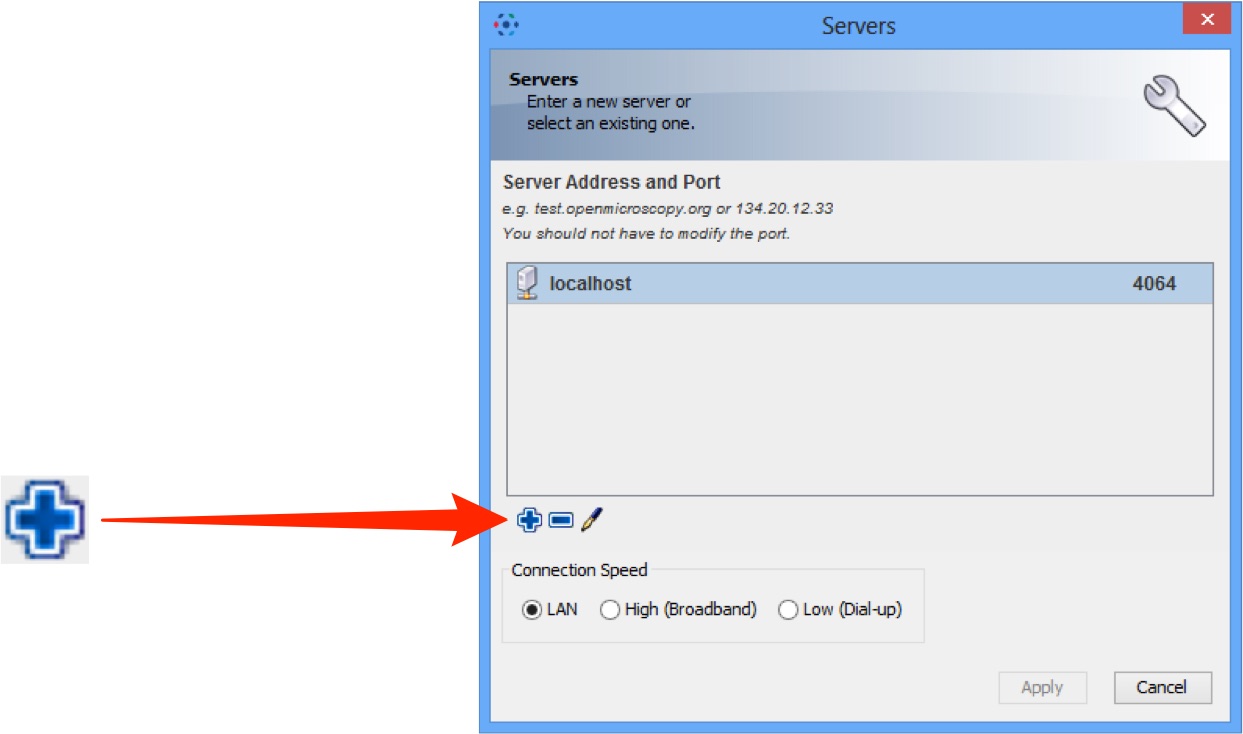 Servers
Servers
Enter a new server or
select an existing one.
Server Address and Port
e.g. test.openmicroscopy.org or 134.20.12.33
You should not have to modify the port.
localhost 4064
Connection Speed
LAN High (Broadband) Low (Dial-up)
Apply Cancel